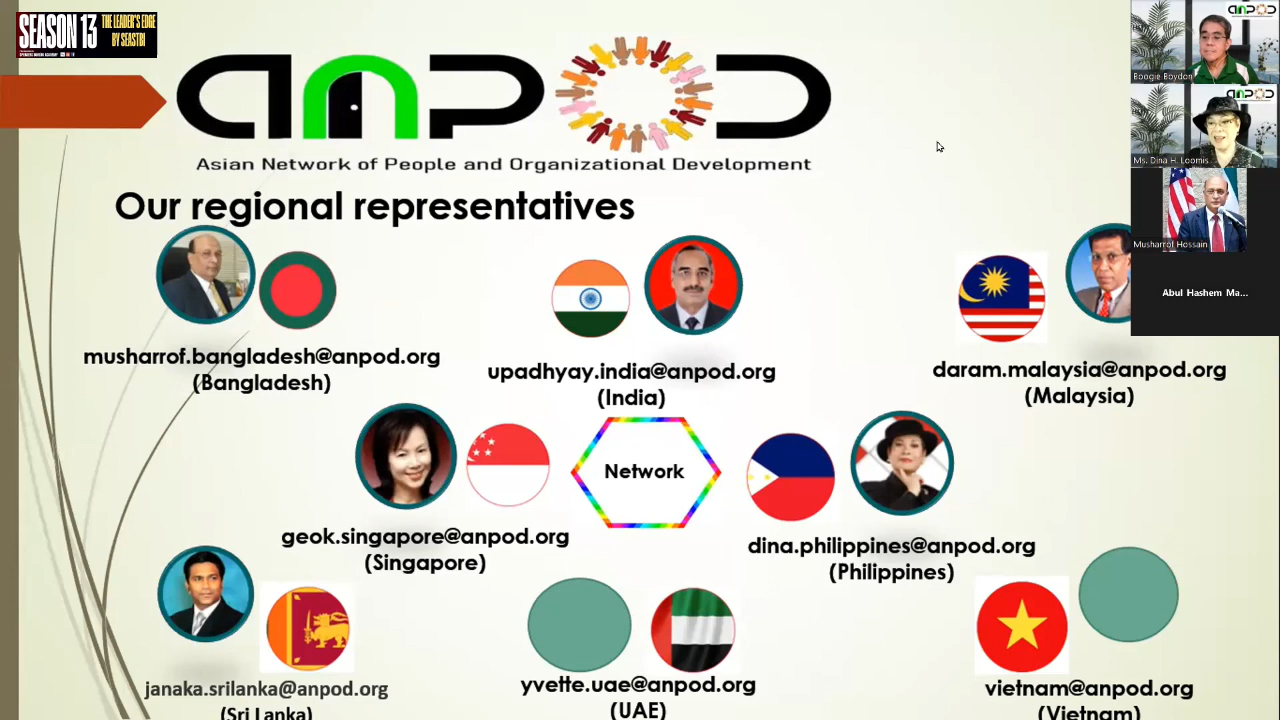 SEASON 13
THE LEADER'S EDGE
BY SEASTBI
anpod
Asian Network of People and Organizational Development
Our regional representatives
musharrof.bangladesh@anpod.org
(Bangladesh)
upadhyay.india@anpod.org
(India)
daram.malaysia@anpod.org
(Malaysia)
geok.singapore@anpod.org
(Singapore)
Network
dina.philippines@anpod.org
(Philippines)
janaka.srilanka@anpod.org
(Sri Lanka)
yvette.uae@anpod.org
(UAE)
vietnam@anpod.org
(Vietnam)
anpod
Boogie Boydon
anpod
Ms. Dina H. Loomis
Musharrof Hossain
Abul Hashem Ma...